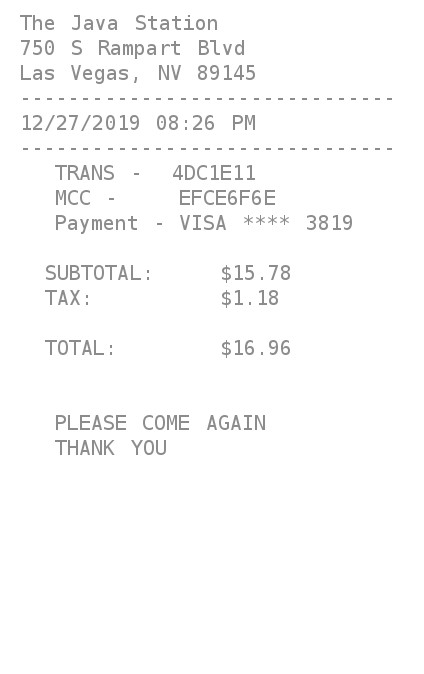 The Java Station
750 S Rampart Blvd
Las Vegas, NV 89145
-------------------------------
12/27/2019 08:26 PM
-------------------------------
TRANS - 4DC1E11
MCC - EFCE6F6E
Payment - VISA **** 3819
SUBTOTAL: $15.78
TAX: $1.18
TOTAL: $16.96
PLEASE COME AGAIN
THANK YOU